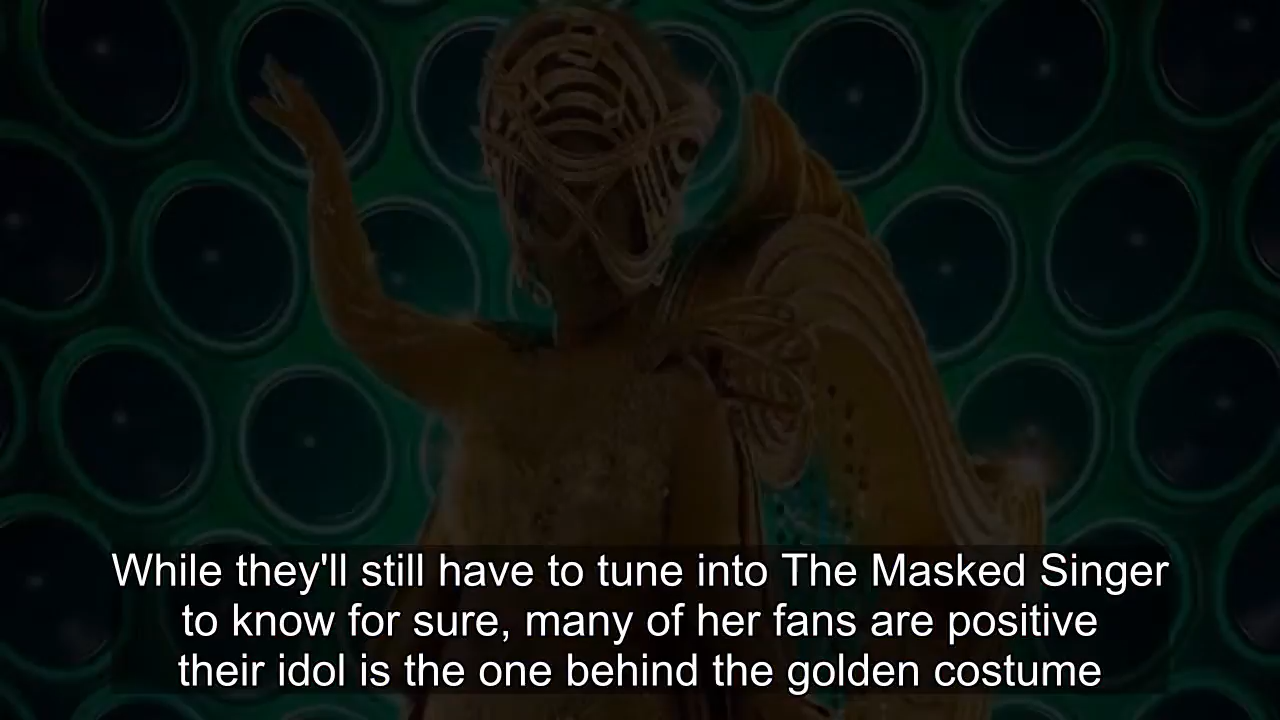 While they'll still have to tune into The Masked Singer
to know for sure, many of her fans are positive
their idol is the one behind the golden costume